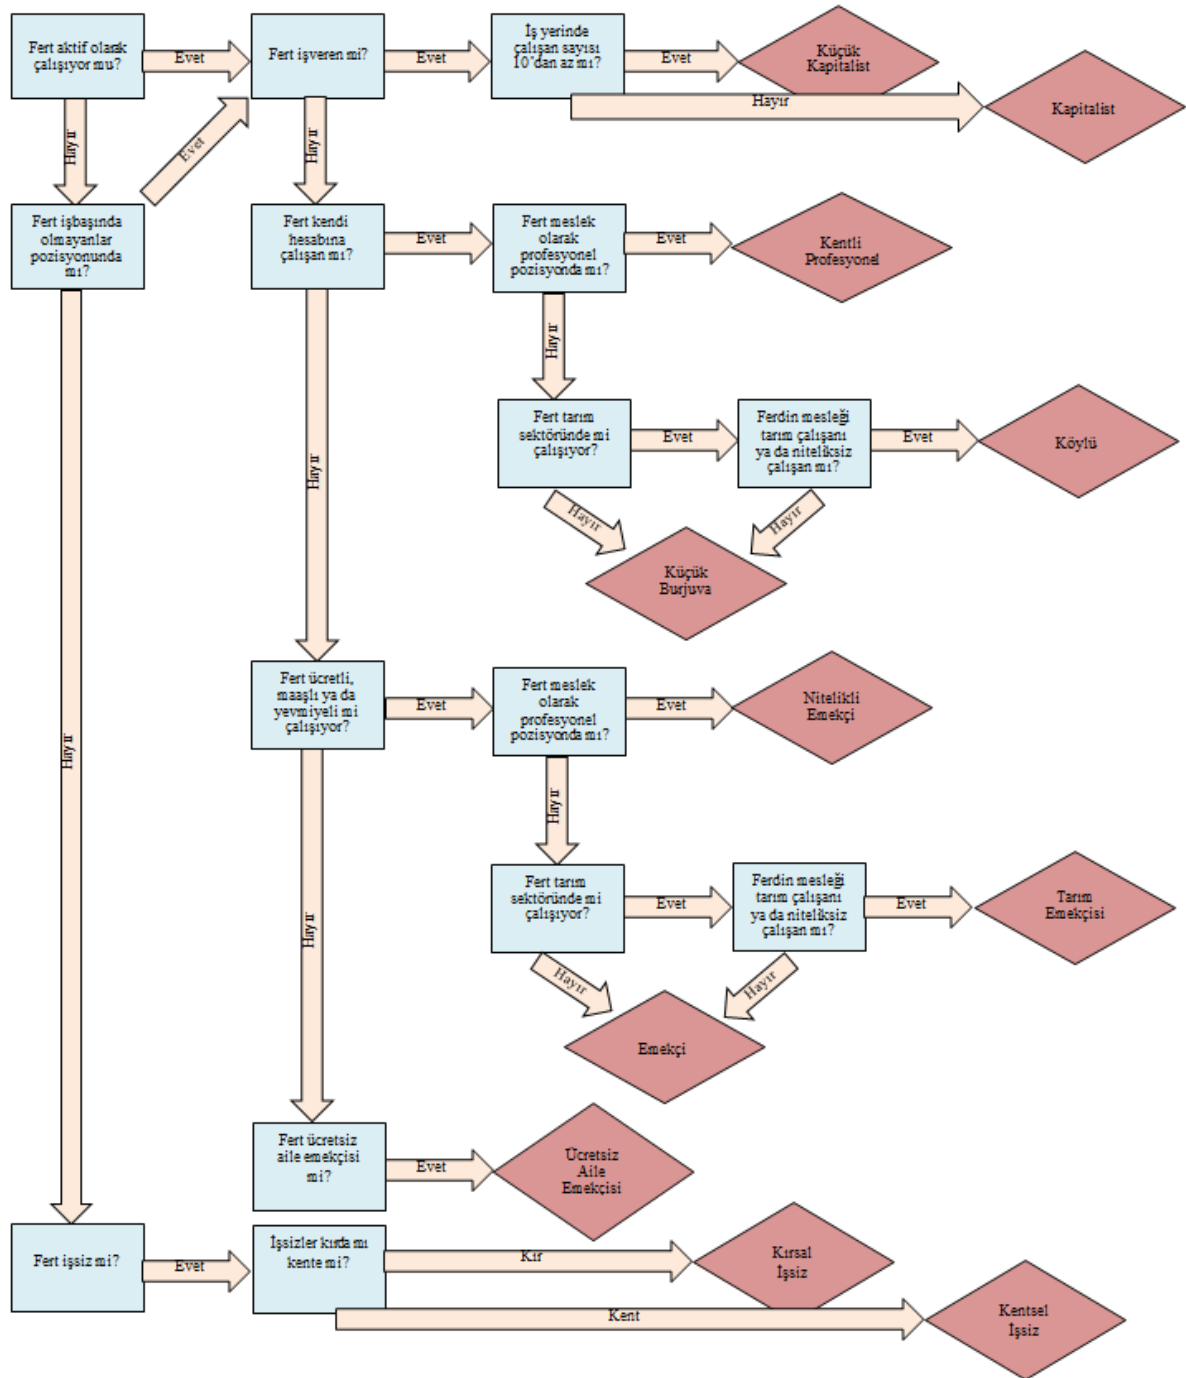 Fert aktif olarak
çalışıyor mu?
Evet
Fert işveren mi?
Evet
İş yerinde
çalışan sayısı
10'dan az mı?
Evet
Küçük
Kapitalist
Hayır
Kapitalist
Hayır
Evet
Hayır
Fert işbaşında
olmayanlar
pozisyonunda
mı?
Fert kendi
hesabına
çalışan mı?
Evet
Fert meslek
olarak
profesyonel
pozisyonda mı?
Evet
Kentli
Profesyonel
Hayır
Fert tarım
sektöründe mi
çalışıyor?
Evet
Ferdin mesleği
tarım çalışanı
ya da niteliksiz
çalışan mı?
Evet
Köylü
Hayır
Hayır
Hayır
Küçük
Burjuva
Fert ücretli,
maaşlı ya da
yevmiyeli mi
çalışıyor?
Evet
Fert meslek
olarak
profesyonel
pozisyonda mı?
Evet
Nitelikli
Emekçi
Hayır
Hayır
Fert tarım
sektöründe mi
çalışıyor?
Evet
Ferdin mesleği
tarım çalışanı
ya da niteliksiz
çalışan mı?
Evet
Tarım
Emekçisi
Hayır
Hayır
Hayır
Emekçi
Fert ücretsiz
aile emekçisi
mi?
Evet
Ücretsiz
Aile
Emekçisi
Fert işsiz mi?
Evet
İşsizler kırda mı
kente mi?
Kır
Kırsal
İşsiz
Kent
Kentsel
İşsiz